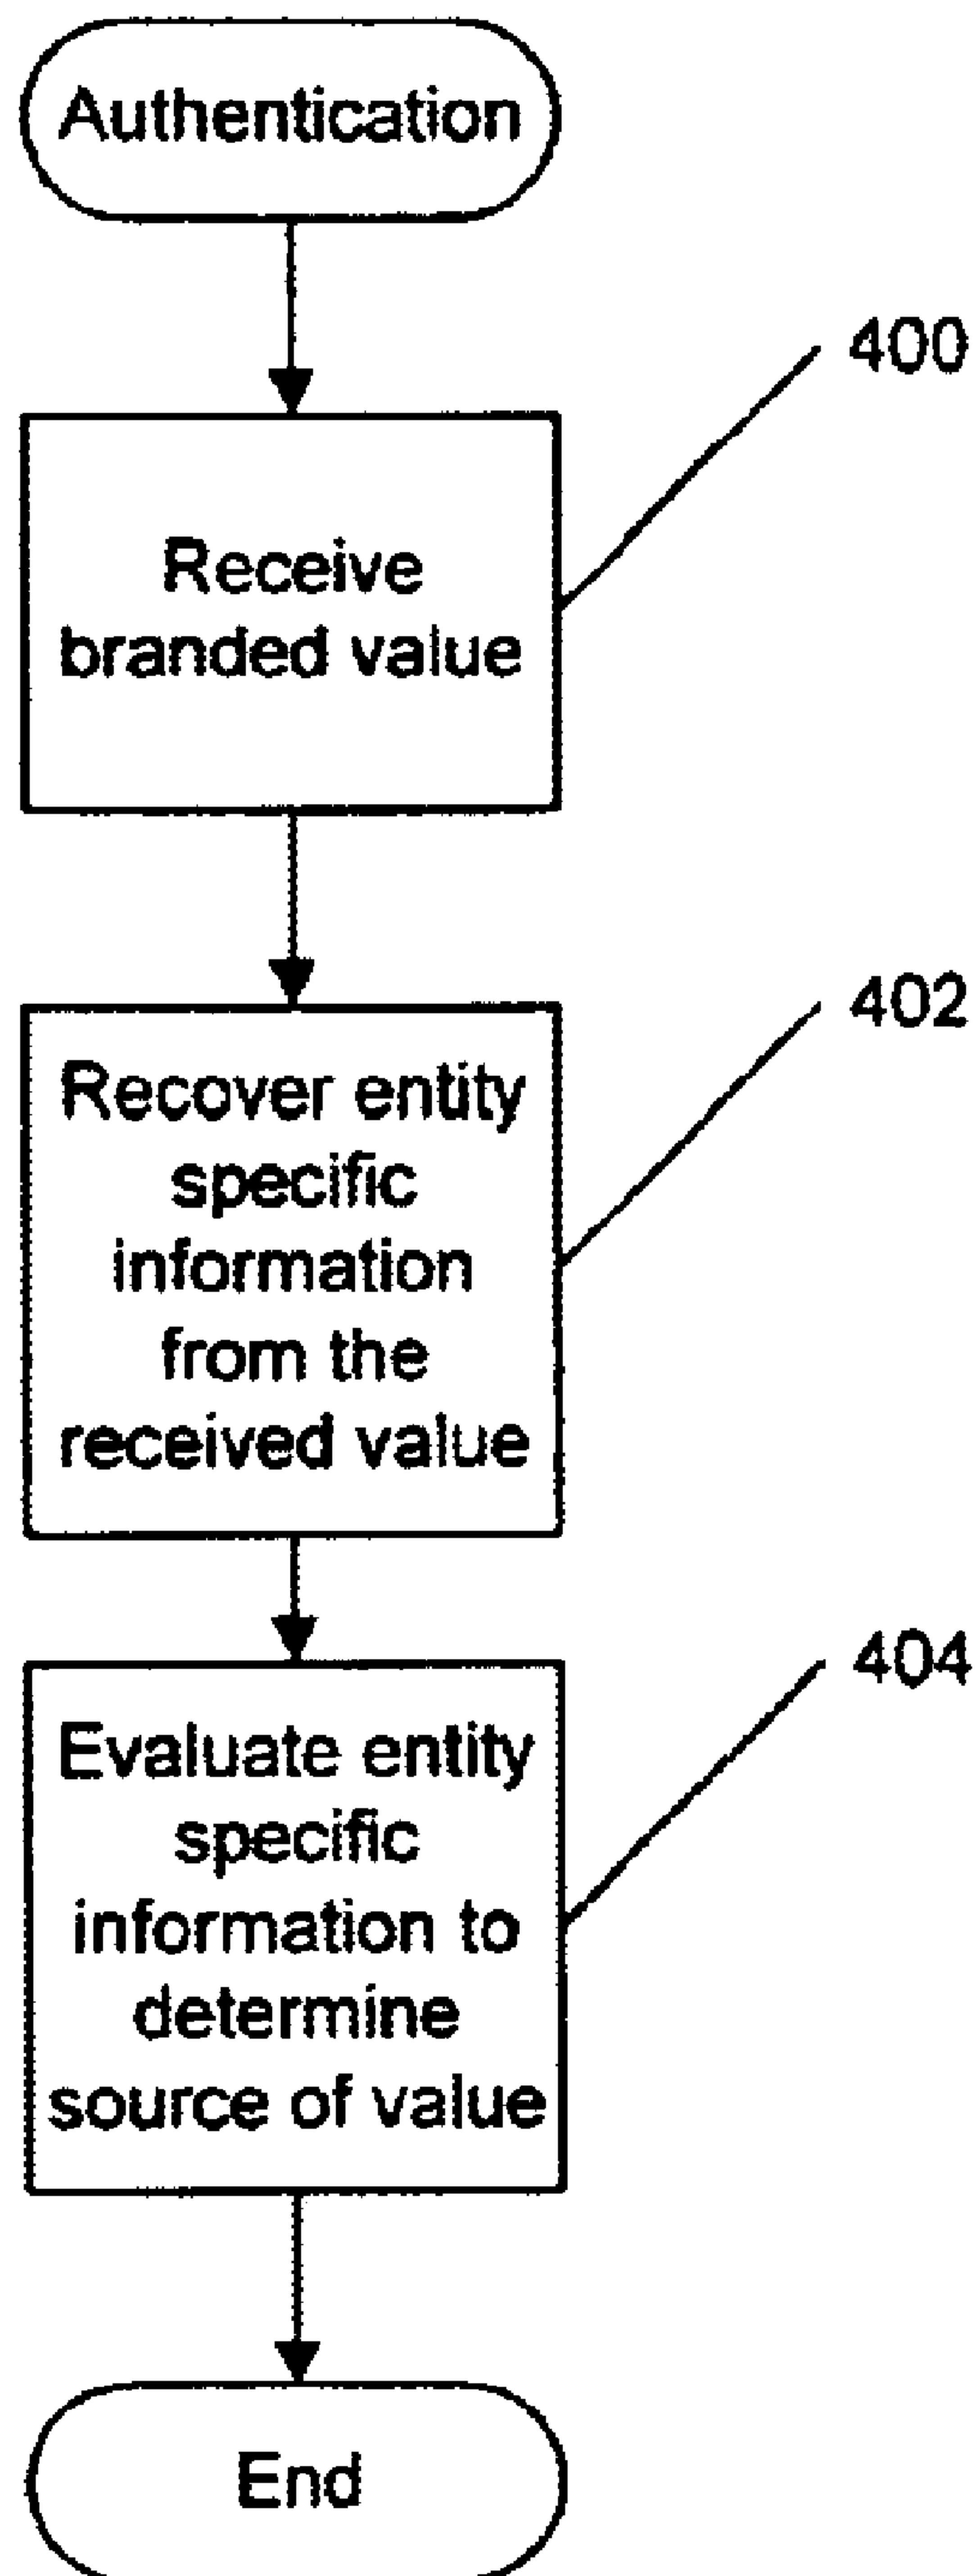 Authentication
400
Receive
branded value
402
Recover entity
specific
information
from the
received value
404
Evaluate entity
specific
information to
determine
source of value
End